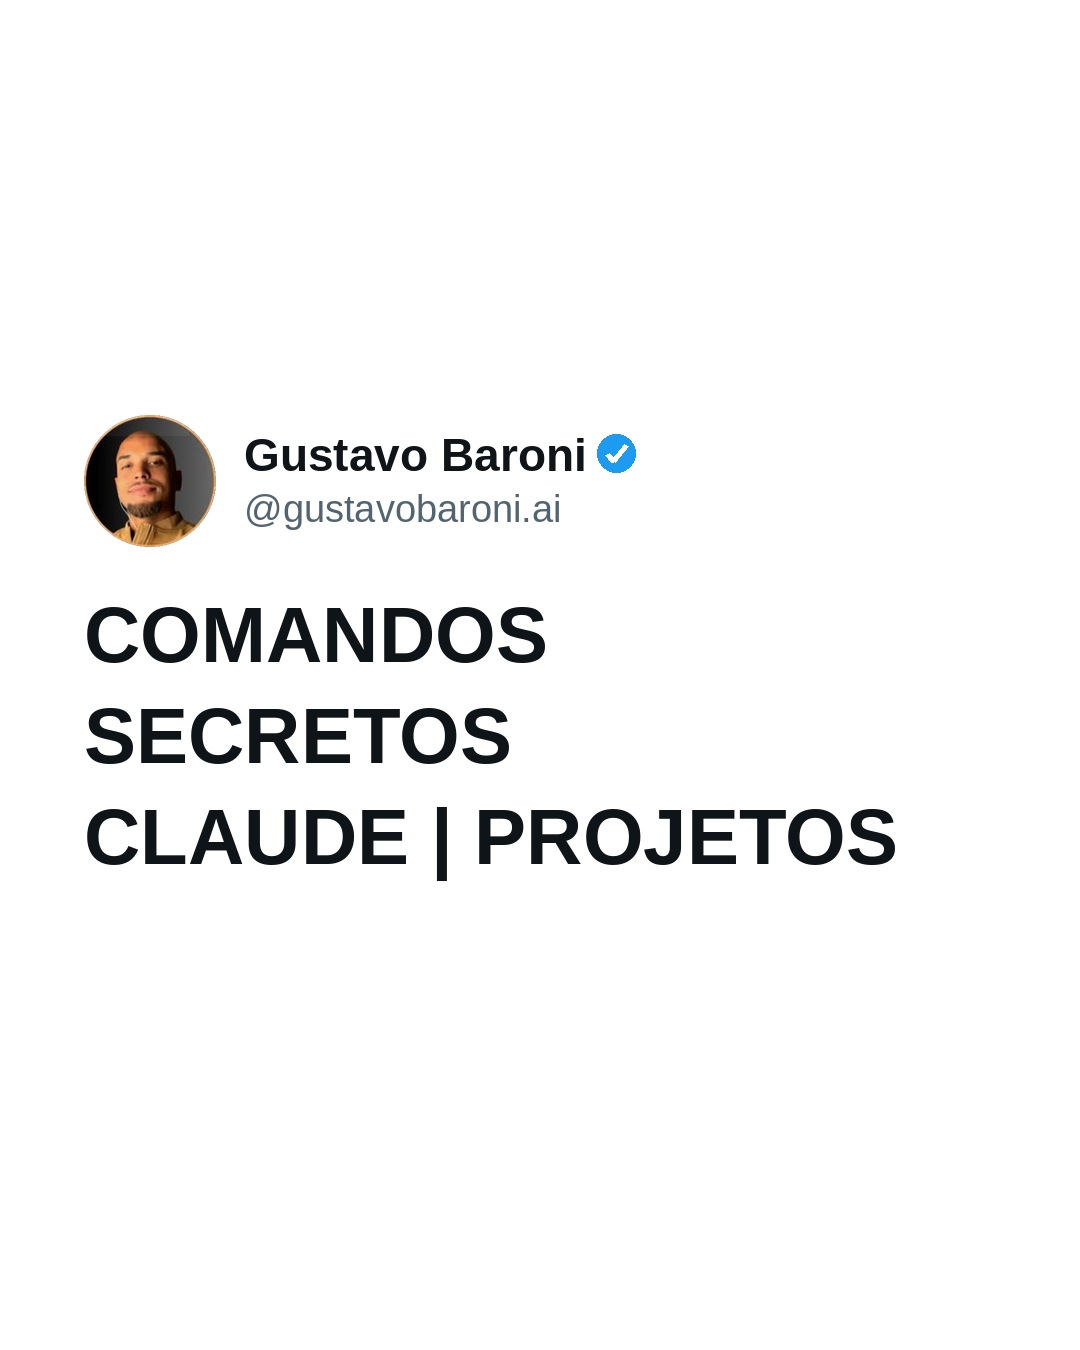 Gustavo Baroni
@gustavobaroni.ai
COMANDOS
SECRETOS
CLAUDE | PROJETOS